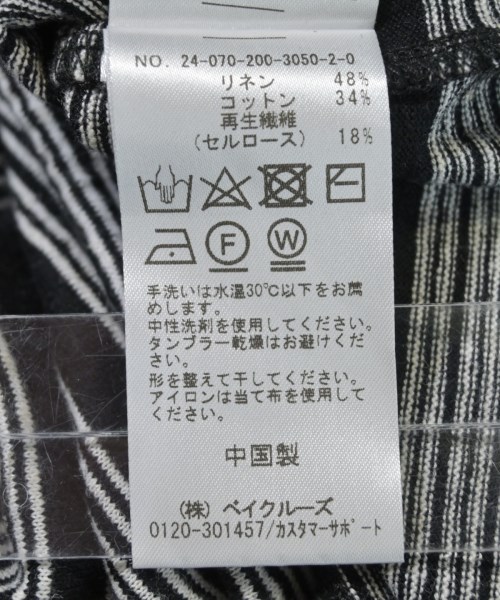 NO. 24-070-200-3050-2-0
リネン 48%
コットン 34%
再生繊維
(セルロース) 18%
F W
手洗いは水温30℃以下をお薦
めします。
中性洗剤を使用してください。
タンブラー乾燥はお避けくだ
さい。
形を整えて干してください。
アイロンは当て布を使用して
ください。
中国製
(株) ベイクルーズ
0120-301457/カスタマーサポート